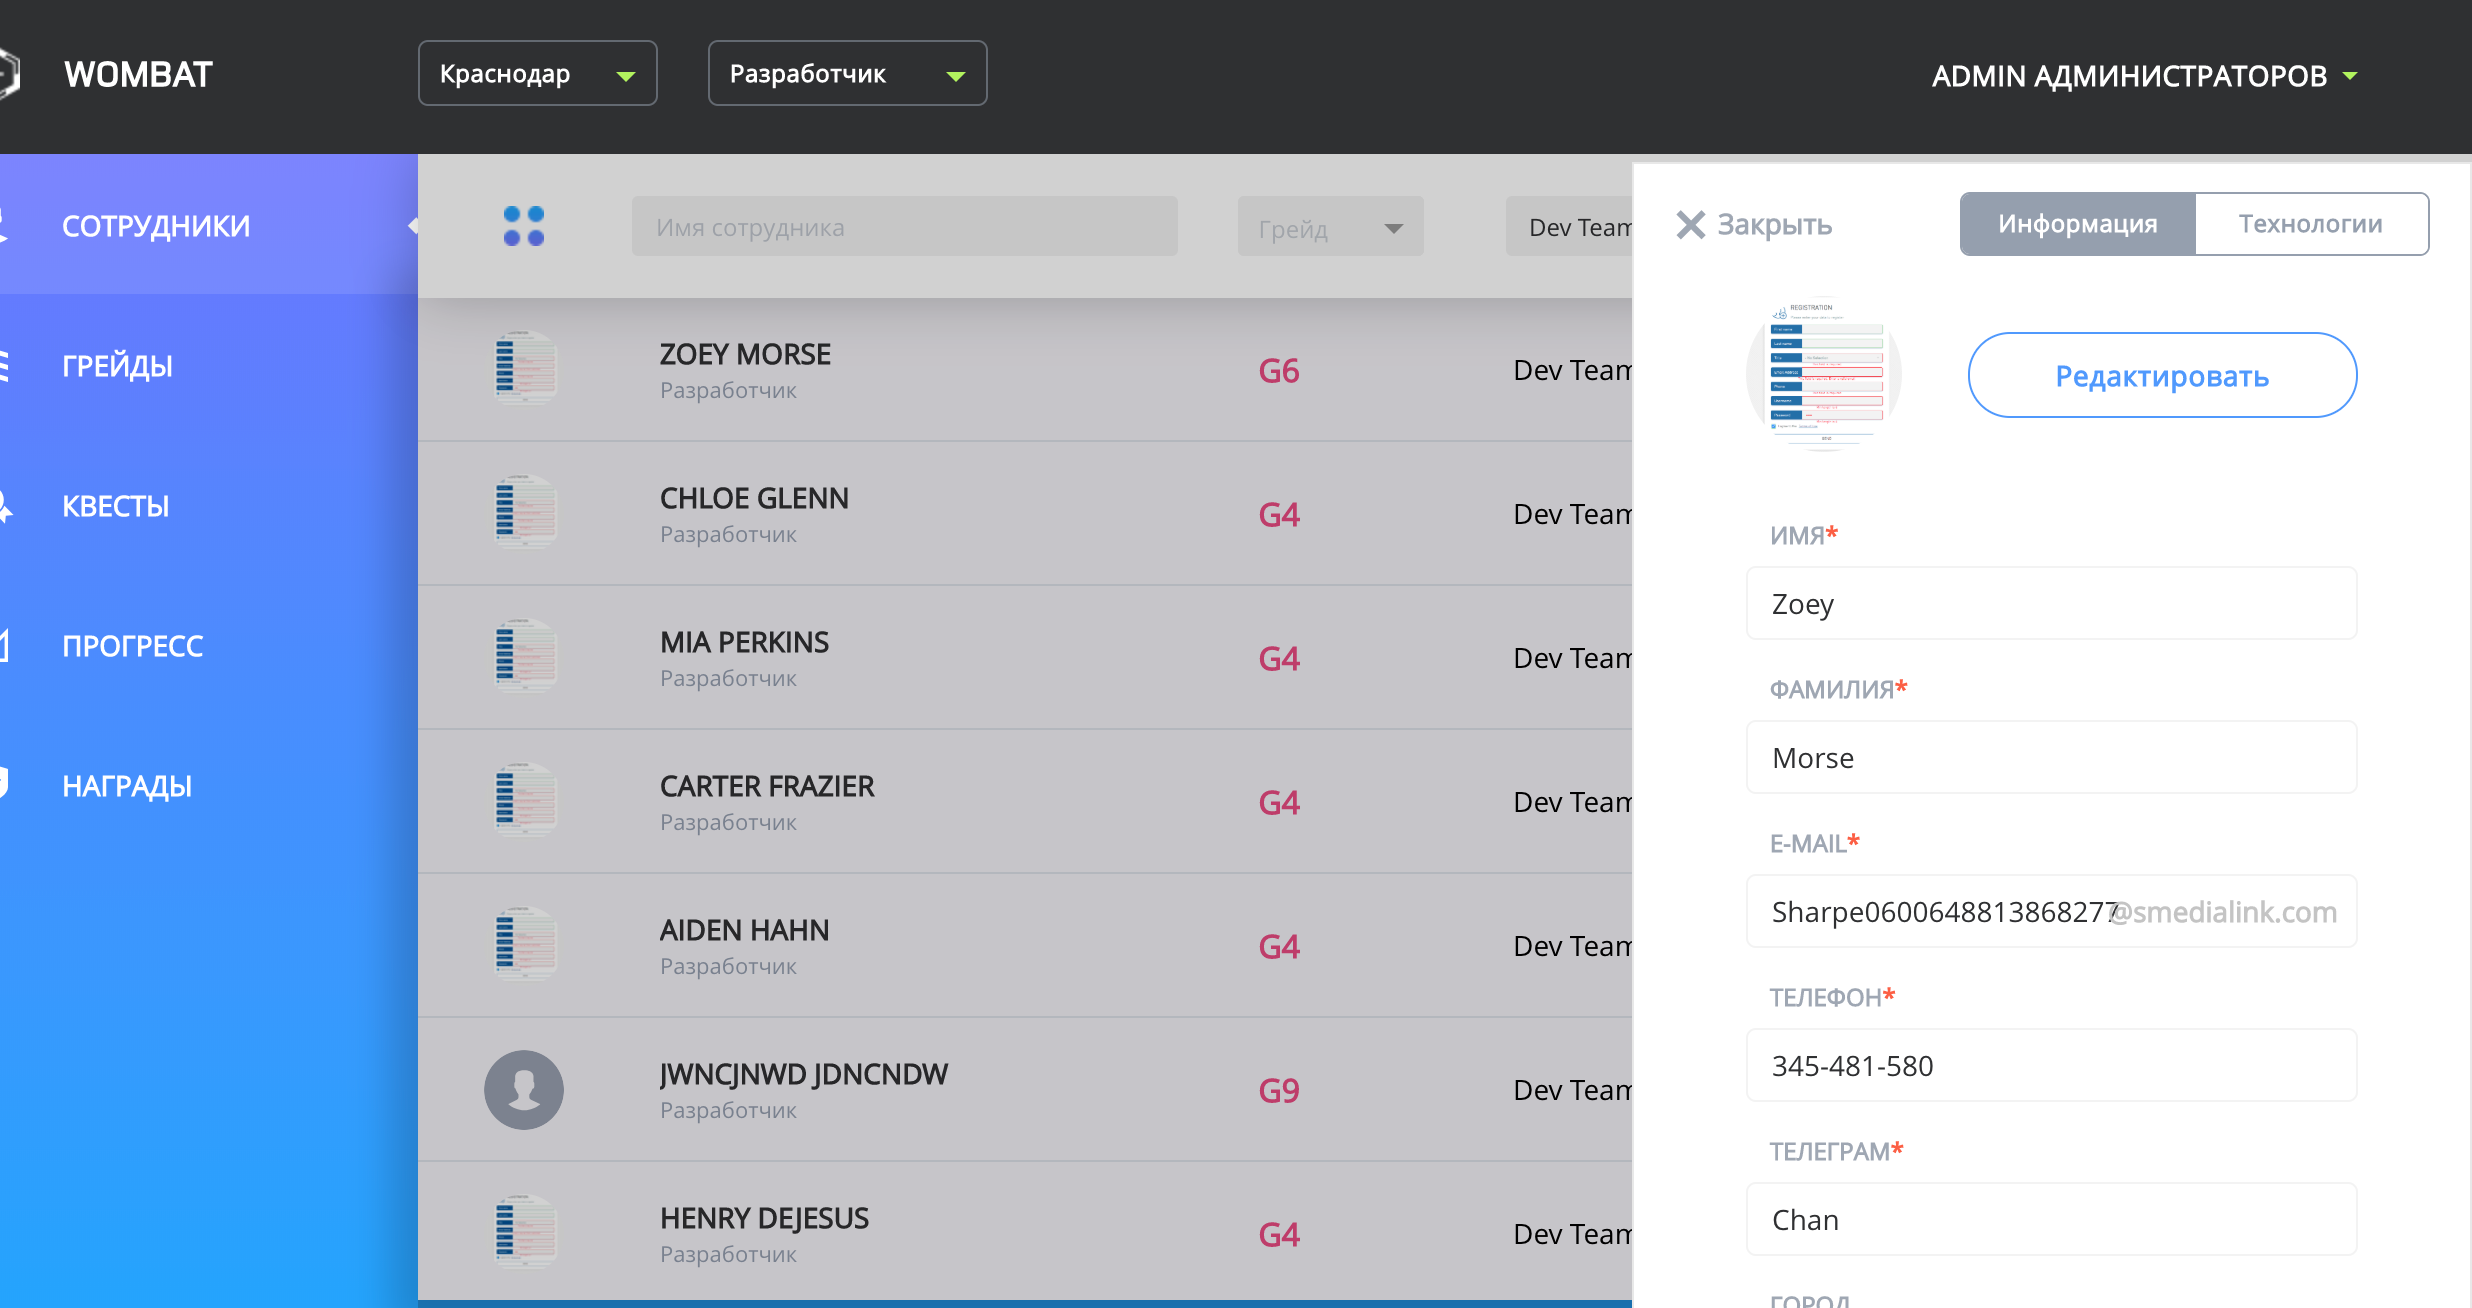 WOMBAT
Краснодар
Разработчик
ADMIN АДМИНИСТРАТОРОВ
СОТРУДНИКИ
ГРЕЙДЫ
КВЕСТЫ
ПРОГРЕСС
НАГРАДЫ
Имя сотрудника
Грейд
Dev Team
ZOEY MORSE
Разработчик
G6
Dev Team
CHLOE GLENN
Разработчик
G4
Dev Team
MIA PERKINS
Разработчик
G4
Dev Team
CARTER FRAZIER
Разработчик
G4
Dev Team
AIDEN HAHN
Разработчик
G4
Dev Team
JWNCJNWD JDNCNDW
Разработчик
G9
Dev Team
HENRY DEJESUS
Разработчик
G4
Dev Team
Закрыть
Информация
Технологии
REGISTRATION
Редактировать
ИМЯ*
Zoey
ФАМИЛИЯ*
Morse
E-MAIL*
Sharpe0600648813868277@smedialink.com
ТЕЛЕФОН*
345-481-580
ТЕЛЕГРАМ*
Chan
ГОРОД